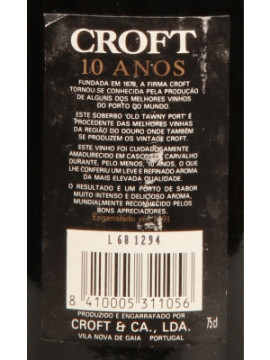 CROFT
10 ANOS
FUNDADA EM 1678, A FIRMA CROFT
TORNOU-SE CONHECIDA PELA PRODUÇÃO
DE ALGUNS DOS MELHORES VINHOS
DO PORTO DO MUNDO.
ESTE SOBERBO 'OLD TAWNY PORT' É
PROCEDENTE DAS MELHORES VINHAS
DA REGIÃO DO DOURO ONDE TAMBÉM
SE PRODUZEM OS VINTAGE CROFT.
ESTE VINHO FOI CUIDADOSAMENTE
AMADURECIDO EM CASCOS DE CARVALHO
DURANTE, PELO MENOS, 10 ANOS, O QUE
LHE CONFERIU UM LEVE E REFINADO AROMA
DA MAIS ELEVADA QUALIDADE.
O RESULTADO É UM PORTO DE SABOR
MUITO INTENSO E DELICIOSO AROMA,
MUNDIALMENTE RECONHECIDO PELOS
BONS APRECIADORES.
Engarrafado em 1991
L 68 1294
8 410005 311056
PRODUZIDO E ENGARRAFADO POR
CROFT & CA., LDA.
VILA NOVA DE GAIA PORTUGAL
75cl